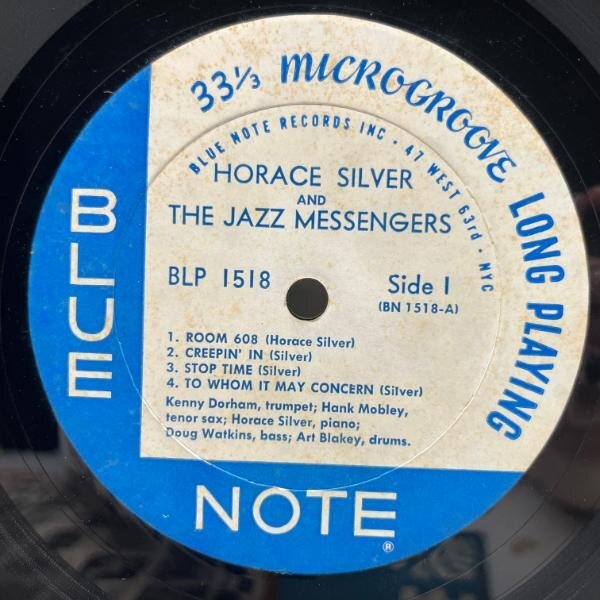 33⅓ MICROGROOVE LONG PLAYING
BLUE NOTE RECORDS INC • 47 WEST 63rd • NYC
HORACE SILVER
AND
THE JAZZ MESSENGERS
BLP 1518
Side 1
(BN 1518-A)
1. ROOM 608 (Horace Silver)
2. CREEPIN' IN (Silver)
3. STOP TIME (Silver)
4. TO WHOM IT MAY CONCERN (Silver)
Kenny Dorham, trumpet; Hank Mobley,
tenor sax; Horace Silver, piano;
Doug Watkins, bass; Art Blakey, drums.
BLUE
NOTE
®